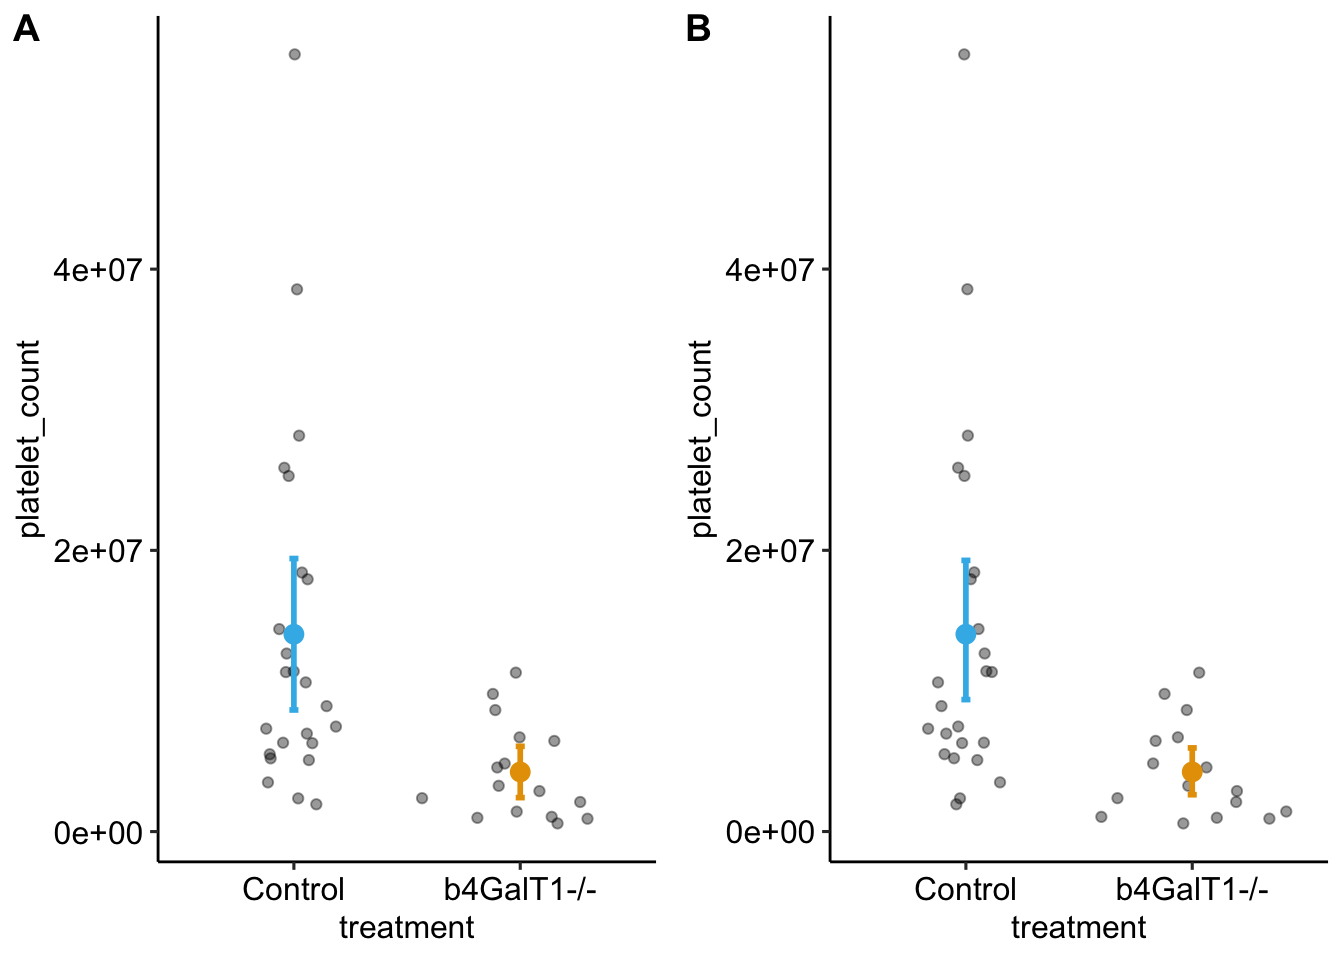 A
platelet_count
4e+07
2e+07
0e+00
Control
b4GalT1-/-
treatment
B
platelet_count
4e+07
2e+07
0e+00
Control
b4GalT1-/-
treatment